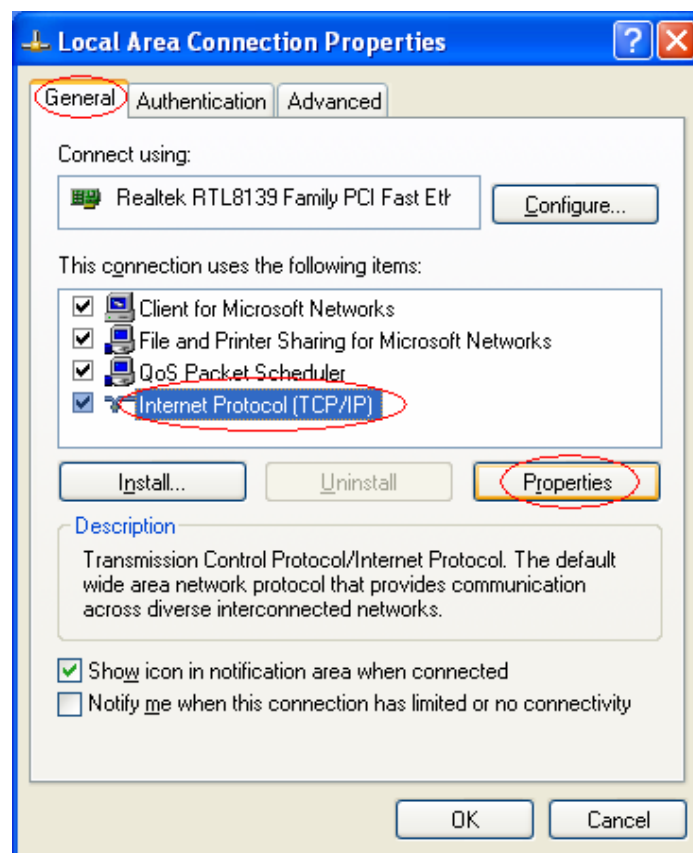 Local Area Connection Properties
General Authentication Advanced
Connect using:
Realtek RTL8139 Family PCI Fast Eth
Configure...
This connection uses the following items:
Client for Microsoft Networks
File and Printer Sharing for Microsoft Networks
QoS Packet Scheduler
Internet Protocol (TCP/IP)
Install... Uninstall Properties
Description
Transmission Control Protocol/Internet Protocol. The default
wide area network protocol that provides communication
across diverse interconnected networks.
Show icon in notification area when connected
Notify me when this connection has limited or no connectivity
OK Cancel